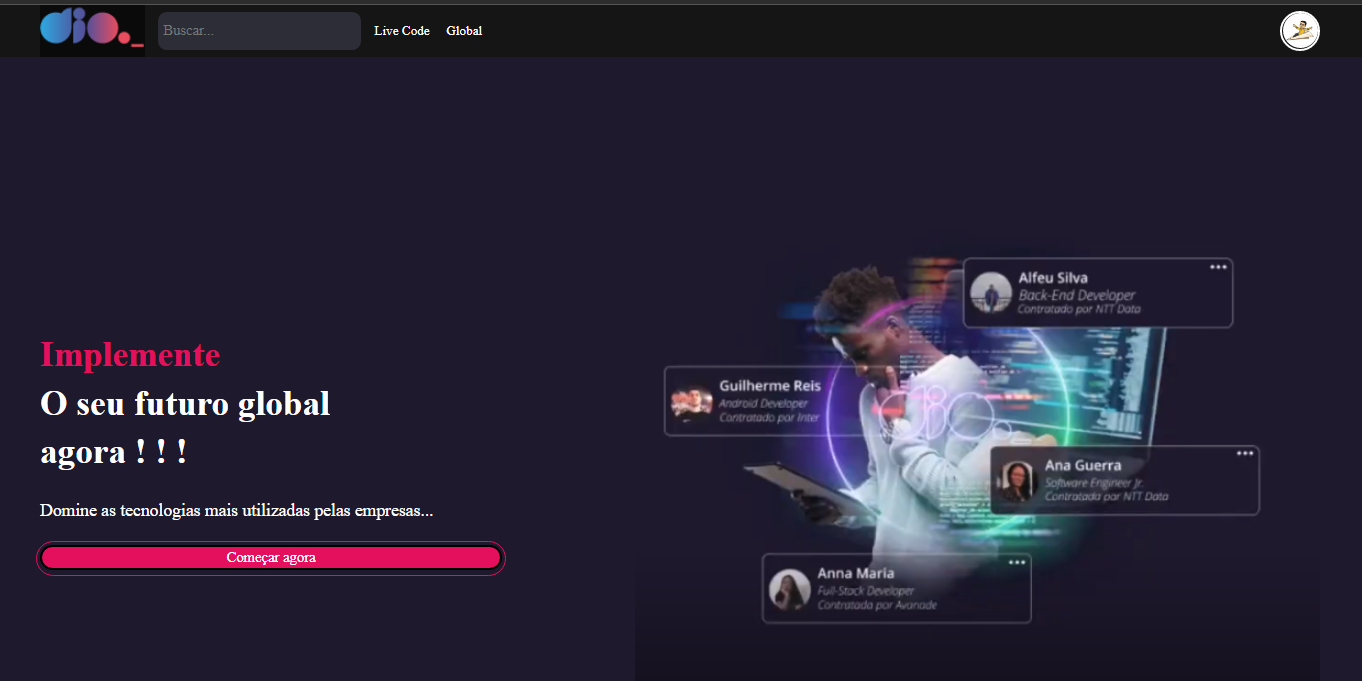 dio._
Buscar...
Live Code
Global
Implemente
O seu futuro global
agora ! ! !
Domine as tecnologias mais utilizadas pelas empresas...
Começar agora
Alfeu Silva
Back-End Developer
Contratado por NTT Data
Guilherme Reis
Android Developer
Contratado por Inter
dio.
Ana Guerra
Software Engineer Jr.
Contratada por NTT Data
Anna Maria
Full-Stack Developer
Contratada por Avanade